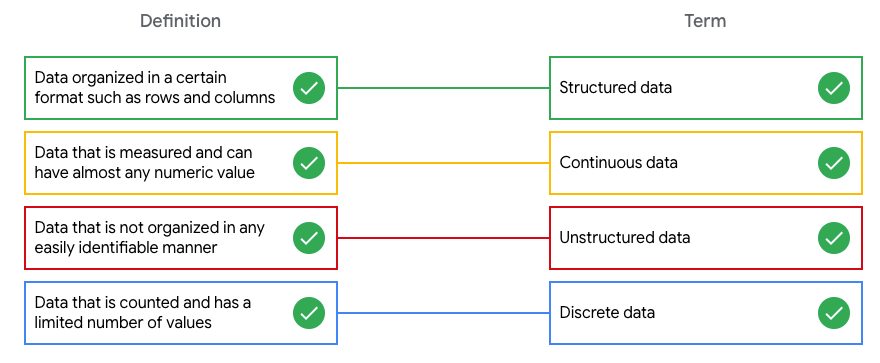 Definition
Term
Data organized in a certain
format such as rows and columns
Structured data
Data that is measured and can
have almost any numeric value
Continuous data
Data that is not organized in any
easily identifiable manner
Unstructured data
Data that is counted and has a
limited number of values
Discrete data